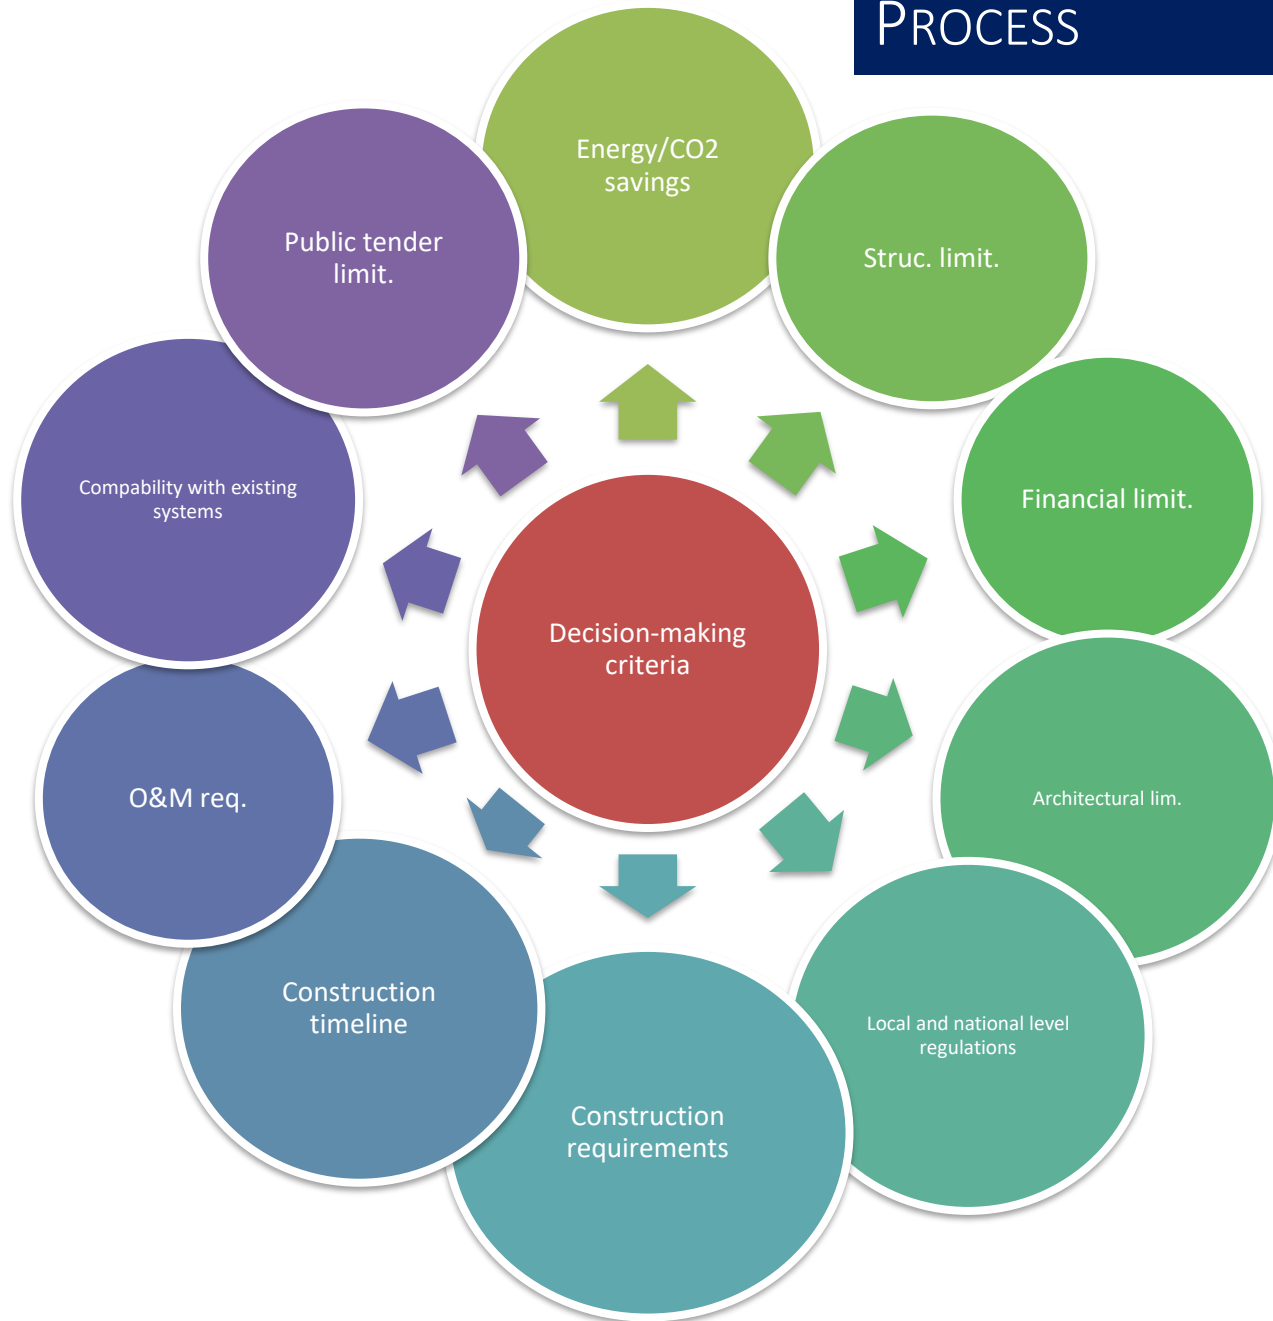 PROCESS
Energy/CO2
savings
Struc. limit.
Financial limit.
Architectural lim.
Local and national level
regulations
Construction
requirements
Construction
timeline
O&M req.
Compability with existing
systems
Public tender
limit.
Decision-making
criteria